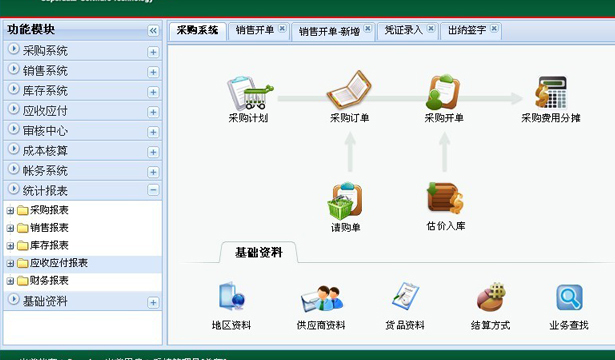 功能模块
采购系统
销售系统
库存系统
应收应付
审核中心
成本核算
帐务系统
统计报表
采购报表
销售报表
库存报表
应收应付报表
财务报表
基础资料
采购系统 销售开单 销售开单-新增 凭证录入 出纳签字
采购计划 采购订单 采购开单 采购费用分摊
请购单 估价入库
基础资料
地区资料 供应商资料 货品资料 结算方式 业务查找